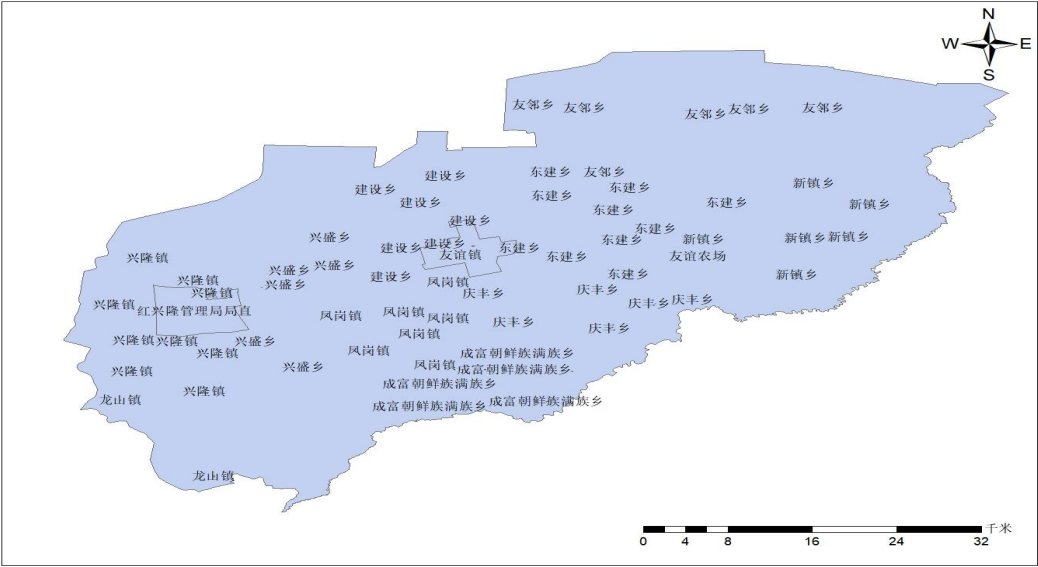 N
W E
S
友邻乡 友邻乡 友邻乡 友邻乡 友邻乡
建设乡 建设乡 东建乡 友邻乡 东建乡 新镇乡
建设乡 东建乡 东建乡 东建乡 新镇乡
兴盛乡 建设乡 东建乡 东建乡 新镇乡 新镇乡 新镇乡
建设乡 建设乡 友谊镇 东建乡 东建乡 友谊农场
兴隆镇 兴盛乡 兴盛乡 建设乡 凤岗镇 东建乡 新镇乡
兴隆镇 兴盛乡 庆丰乡 庆丰乡
兴隆镇 兴隆镇 庆丰乡 庆丰乡
红兴隆管理局局直 凤岗镇 凤岗镇 凤岗镇 庆丰乡 庆丰乡
兴隆镇 兴隆镇 兴盛乡 凤岗镇
兴隆镇 凤岗镇 成富朝鲜族满族乡
兴隆镇 兴盛乡 凤岗镇 成富朝鲜族满族乡
兴隆镇 成富朝鲜族满族乡
龙山镇 成富朝鲜族满族乡 成富朝鲜族满族乡
龙山镇
千米
0 4 8 16 24 32